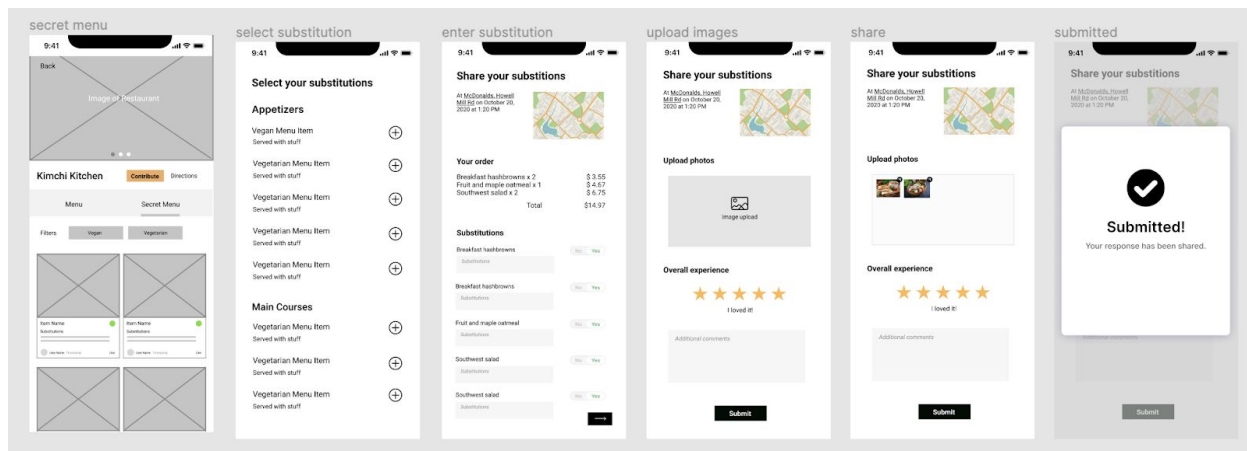 secret menu
9:41
Back
Image of Restaurant
Kimchi Kitchen
Contribute
Directions
Menu
Secret Menu
Filters
Vegan
Vegetarian
Item Name
Substitutions
User Name
Item Name
Substitutions
User Name
select substitution
9:41
Select your substitutions
Appetizers
Vegan Menu Item
Served with stuff
Vegetarian Menu Item
Served with stuff
Vegetarian Menu Item
Served with stuff
Vegetarian Menu Item
Served with stuff
Vegetarian Menu Item
Served with stuff
Main Courses
Vegetarian Menu Item
Served with stuff
Vegetarian Menu Item
Served with stuff
Vegetarian Menu Item
Served with stuff
enter substitution
9:41
Share your substitions
At McDonalds, Howell
Mill Rd on October 20,
2020 at 1:20 PM
Your order
Breakfast hashbrowns x 2 $ 3.55
Fruit and maple oatmeal x 1 $ 4.67
Southwest salad x 2 $ 6.75
Total $14.97
Substitutions
Breakfast hashbrowns No Yes
Substitutions
Breakfast hashbrowns No Yes
Substitutions
Fruit and maple oatmeal No Yes
Substitutions
Southwest salad No Yes
Substitutions
Southwest salad No Yes
Substitutions
upload images
9:41
Share your substitions
At McDonalds, Howell
Mill Rd on October 20,
2020 at 1:20 PM
Upload photos
Image upload
Overall experience
I loved it!
Additional comments
Submit
share
9:41
Share your substitions
At McDonalds, Howell
Mill Rd on October 20,
2020 at 1:20 PM
Upload photos
Overall experience
I loved it!
Additional comments
Submit
submitted
9:41
Share your substitions
At McDonalds, Howell
Mill Rd on October 20,
2020 at 1:20 PM
Submitted!
Your response has been shared.
Submit